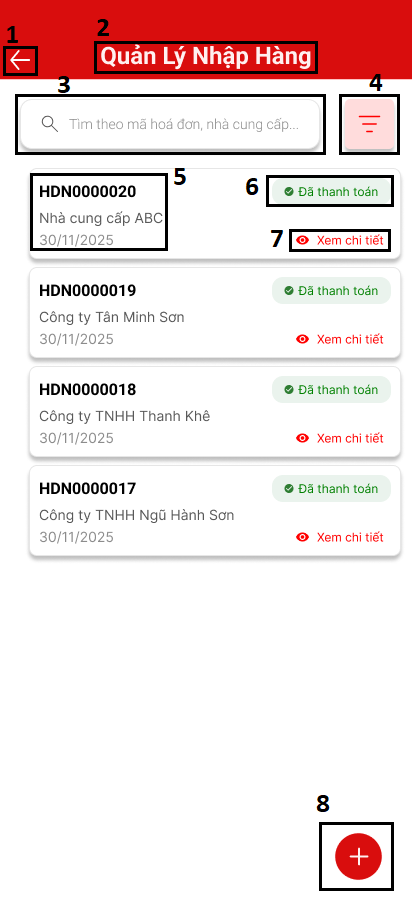 1
2
Quản Lý Nhập Hàng
3
4
Tìm theo mã hoá đơn, nhà cung cấp...
5
HDN0000020
6
Đã thanh toán
Nhà cung cấp ABC
30/11/2025
7
Xem chi tiết
HDN0000019
Đã thanh toán
Công ty Tân Minh Sơn
30/11/2025
Xem chi tiết
HDN0000018
Đã thanh toán
Công ty TNHH Thanh Khê
30/11/2025
Xem chi tiết
HDN0000017
Đã thanh toán
Công ty TNHH Ngũ Hành Sơn
30/11/2025
Xem chi tiết
8